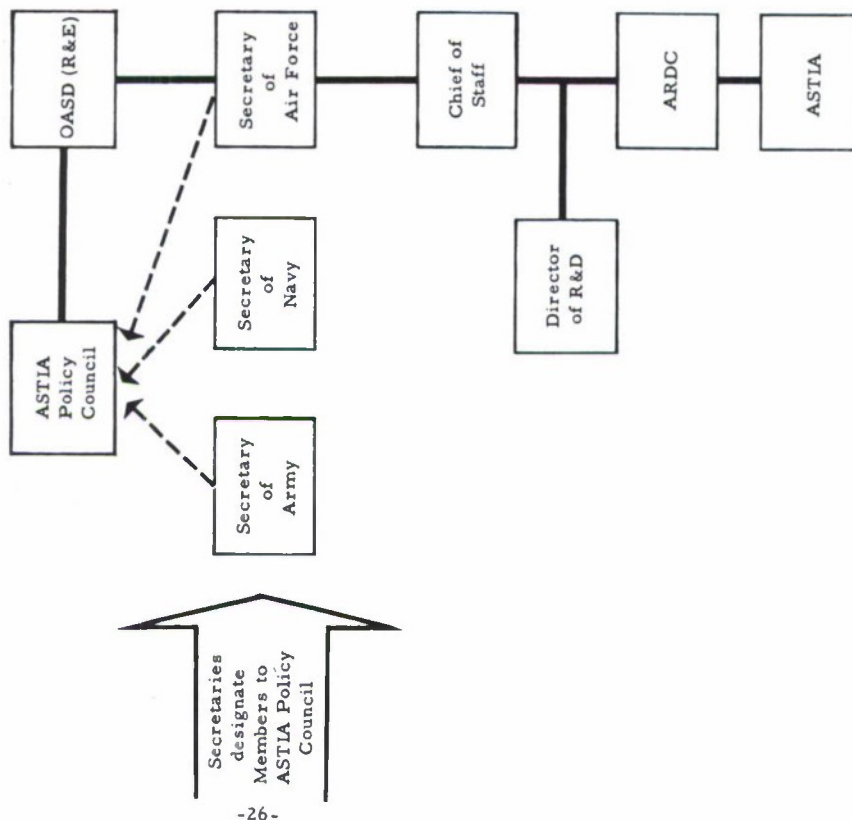 ASTIA
Policy
Council
OASD (R&E)
Secretaries
designate
Members to
ASTIA Policy
Council
Secretary
of
Army
Secretary
of
Navy
Secretary
of
Air Force
Chief of
Staff
Director
of R&D
ARDC
ASTIA
-26-